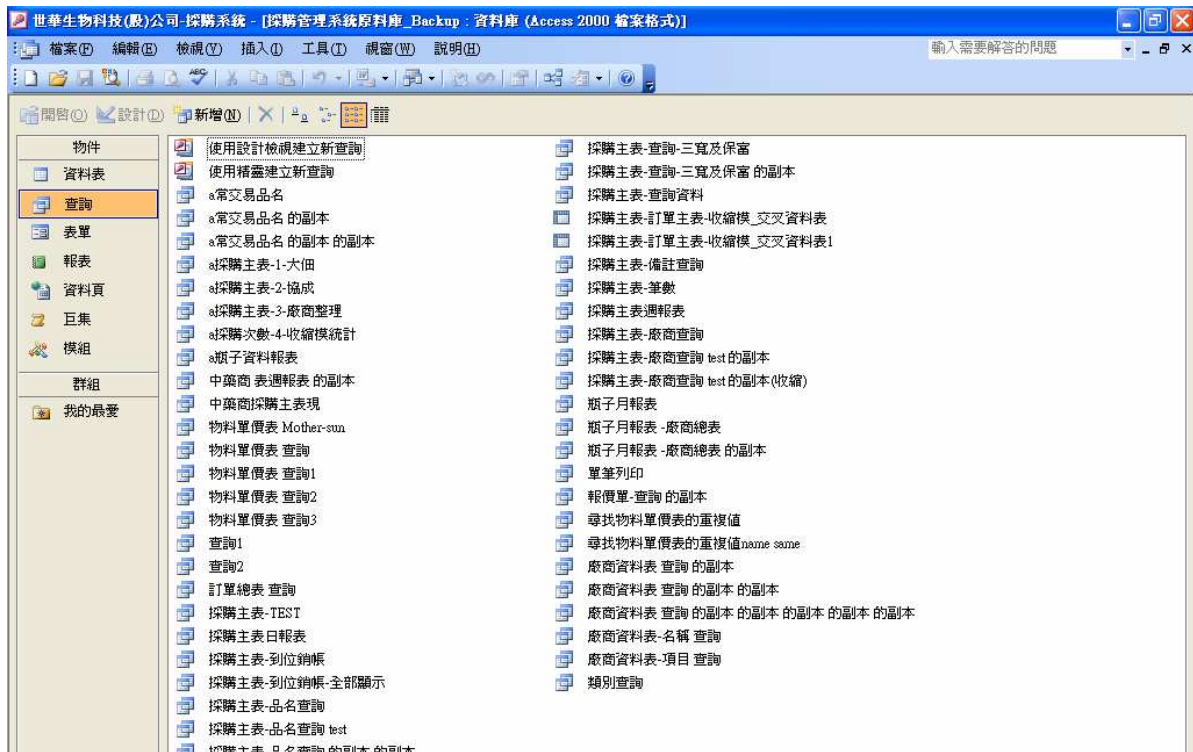 世華生物科技(股)公司-採購系統 - [採購管理系統原料庫_Backup : 資料庫 (Access 2000 檔案格式)]
檔案(F) 編輯(E) 檢視(V) 插入(I) 工具(T) 視窗(W) 說明(H) 輸入需要解答的問題
開啓(O) 設計(D) 新增(N)
物件
資料表
查詢
表單
報表
資料頁
巨集
模組
群組
我的最愛
使用設計檢視建立新查詢
使用精靈建立新查詢
a常交易品名
a常交易品名 的副本
a常交易品名 的副本 的副本
a採購主表-1-大佃
a採購主表-2-協成
a採購主表-3-廠商整理
a採購次數-4-收縮模統計
a瓶子資料報表
中藥商 表週報表 的副本
中藥商採購主表現
物料單價表 Mother-sun
物料單價表 查詢
物料單價表 查詢1
物料單價表 查詢2
物料單價表 查詢3
查詢1
查詢2
訂單總表 查詢
採購主表-TEST
採購主表日報表
採購主表-到位銷帳
採購主表-到位銷帳-全部顯示
採購主表-品名查詢
採購主表-品名查詢 test
採購主表-品名查詢 的副本 的副本
採購主表-查詢-三寬及保富
採購主表-查詢-三寬及保富 的副本
採購主表-查詢資料
採購主表-訂單主表-收縮模_交叉資料表
採購主表-訂單主表-收縮模_交叉資料表1
採購主表-備註查詢
採購主表-筆數
採購主表週報表
採購主表-廠商查詢
採購主表-廠商查詢 test 的副本
採購主表-廠商查詢 test 的副本(收縮)
瓶子月報表
瓶子月報表 -廠商總表
瓶子月報表 -廠商總表 的副本
單筆列印
報價單-查詢 的副本
尋找物料單價表的重複值
尋找物料單價表的重複值name same
廠商資料表 查詢 的副本
廠商資料表 查詢 的副本 的副本
廠商資料表 查詢 的副本 的副本 的副本 的副本 的副本
廠商資料表-名稱 查詢
廠商資料表-項目 查詢
類別查詢